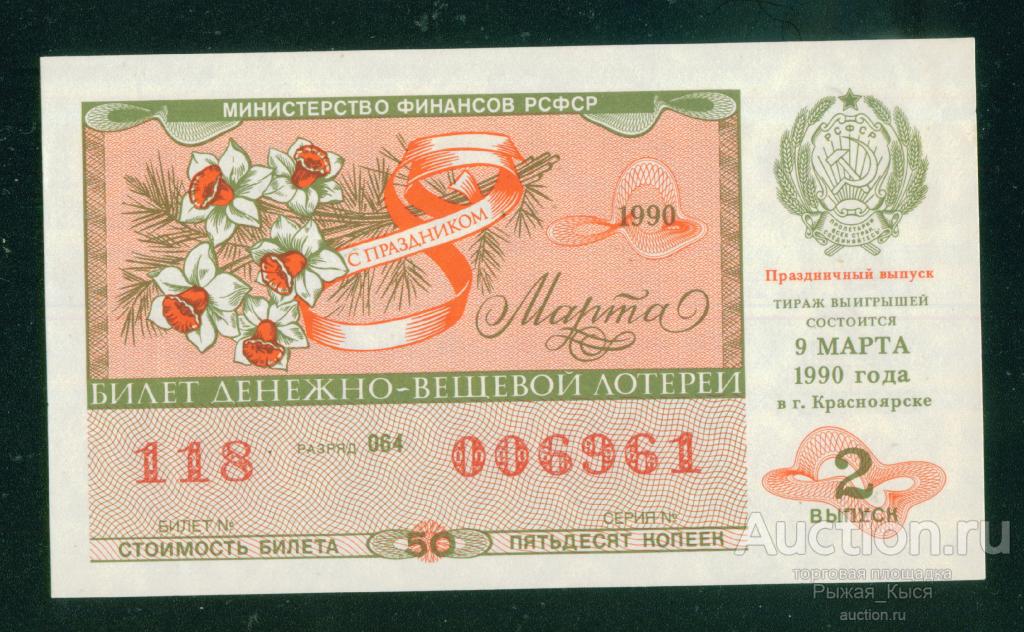 МИНИСТЕРСТВО ФИНАНСОВ РСФСР
С ПРАЗДНИКОМ
8
1990
Марта
БИЛЕТ ДЕНЕЖНО-ВЕЩЕВОЙ ЛОТЕРЕИ
118 РАЗРЯД 064 006961
БИЛЕТ № СЕРИЯ №
СТОИМОСТЬ БИЛЕТА 50 ПЯТЬДЕСЯТ КОПЕЕК
РСФСР
Праздничный выпуск
ТИРАЖ ВЫИГРЫШЕЙ
СОСТОИТСЯ
9 МАРТА
1990 года
в г. Красноярске
2
ВЫПУСК
Auction.ru
торговая площадка
Рыжая_Кыся
auction.ru